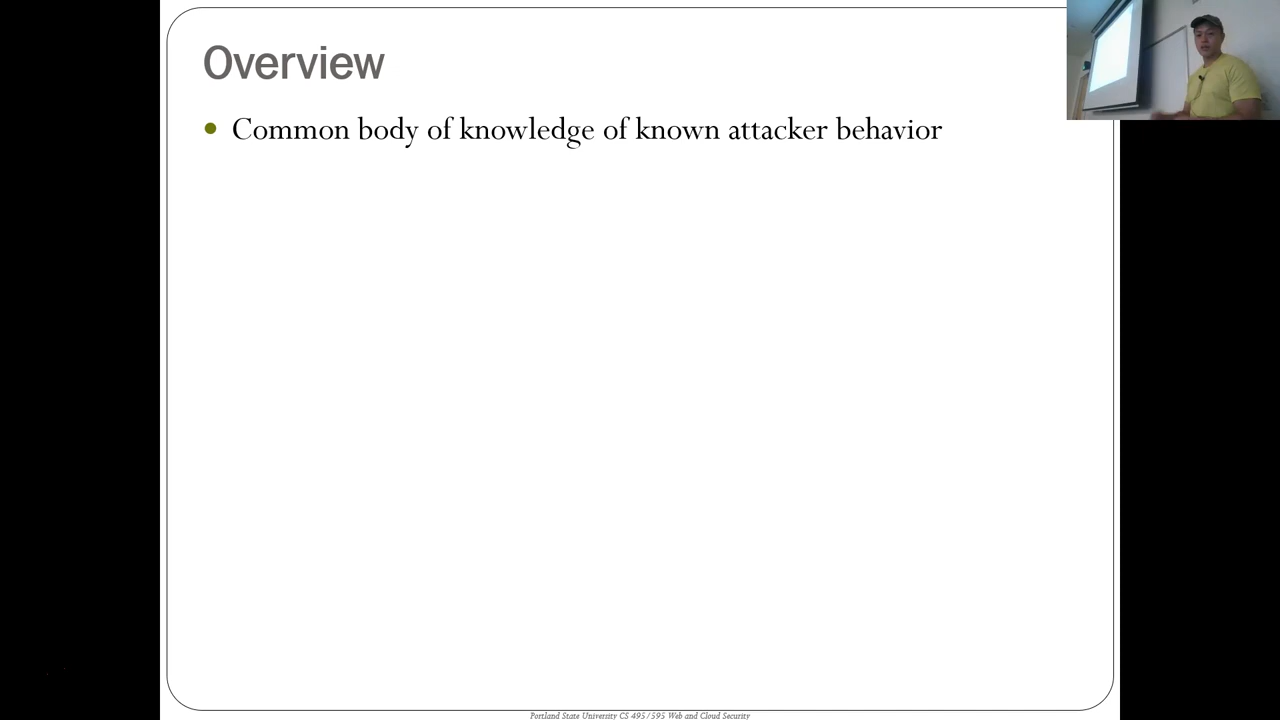 Overview
Common body of knowledge of known attacker behavior
Portland State University CS 495/595 Web and Cloud Security